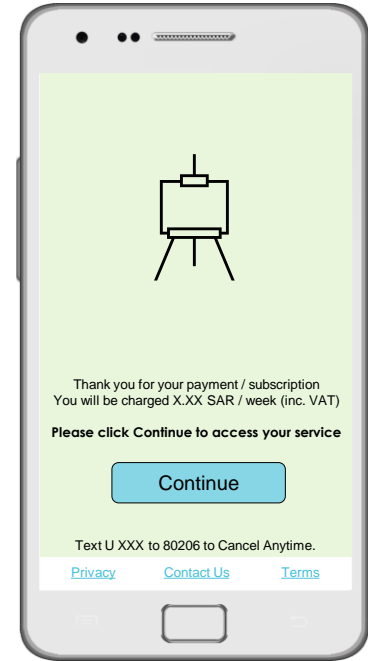 Thank you for your payment / subscription
You will be charged X.XX SAR / week (inc. VAT)
Please click Continue to access your service
Continue
Text U XXX to 80206 to Cancel Anytime.
Privacy Contact Us Terms